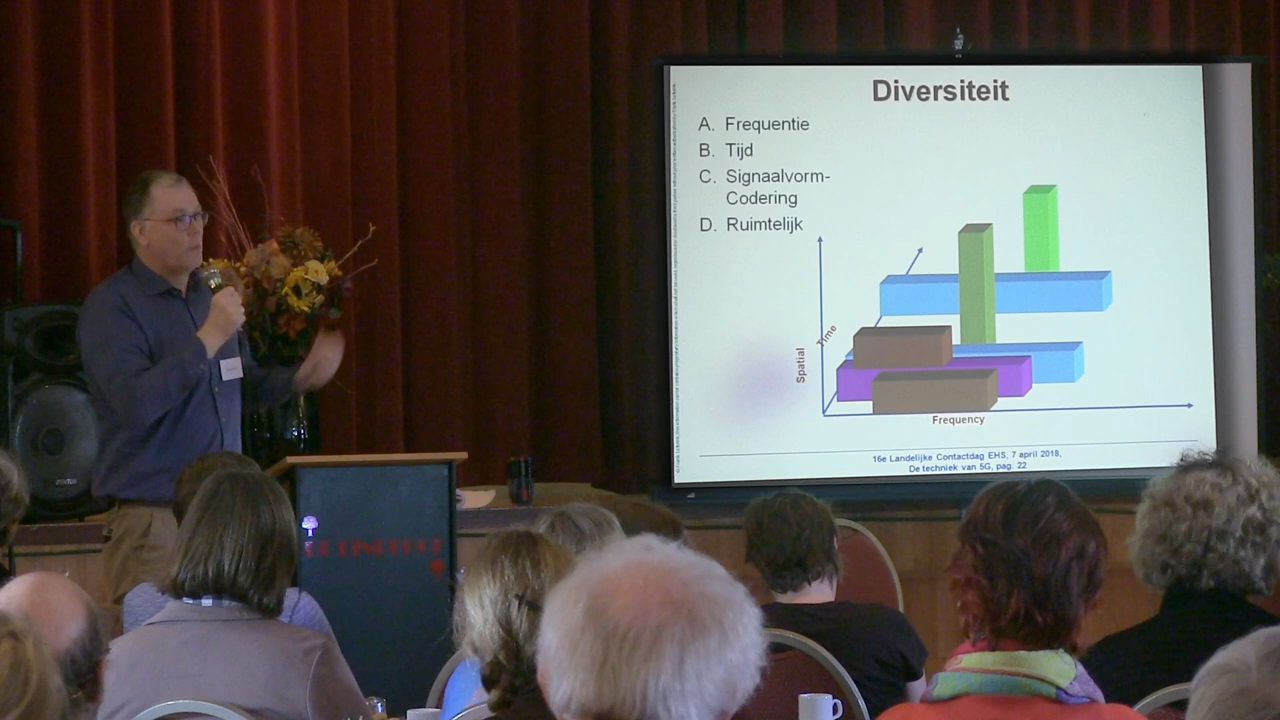 Diversiteit
A. Frequentie
B. Tijd
C. Signaalvorm-
Codering
D. Ruimtelijk
Time
Spatial
Frequency
16e Landelijke Contactdag EHS, 7 april 2018,
De techniek van 5G, pag. 22